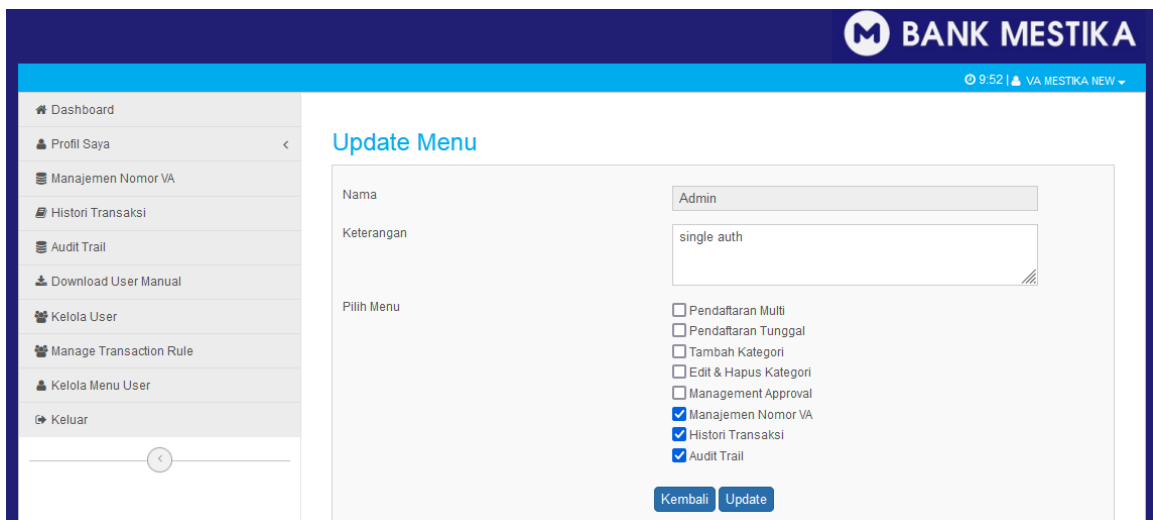 BANK MESTIKA
9:52 | VA MESTIKA NEW
Dashboard
Profil Saya
Manajemen Nomor VA
Histori Transaksi
Audit Trail
Download User Manual
Kelola User
Manage Transaction Rule
Kelola Menu User
Keluar
Update Menu
Nama
Admin
Keterangan
single auth
Pilih Menu
Pendaftaran Multi
Pendaftaran Tunggal
Tambah Kategori
Edit & Hapus Kategori
Management Approval
Manajemen Nomor VA
Histori Transaksi
Audit Trail
Kembali Update